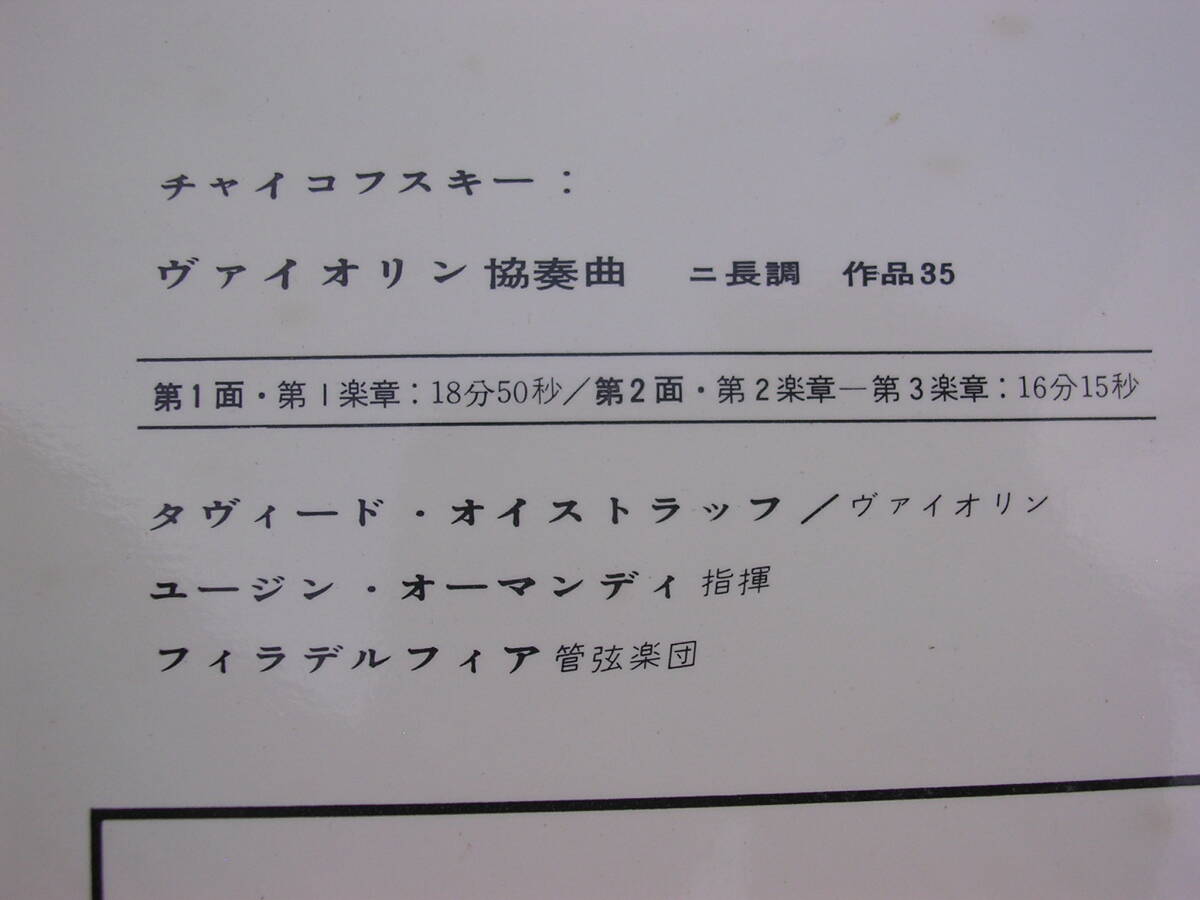 チャイコフスキー:
ヴァイオリン協奏曲 ニ長調 作品35
第1面・第1楽章:18分50秒/第2面・第2楽章—第3楽章:16分15秒
タヴィード・オイストラッフ/ヴァイオリン
ユージン・オーマンディ指揮
フィラデルフィア管弦楽団